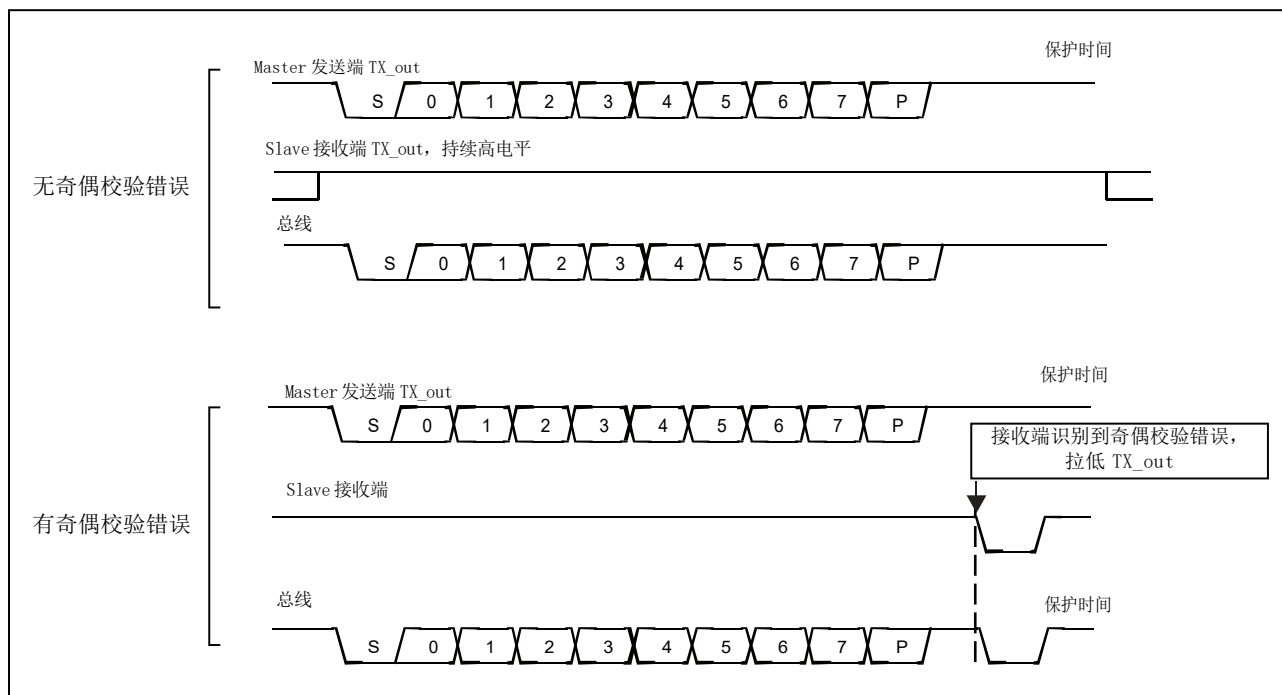 保护时间
Master 发送端 TX_out
S 0 1 2 3 4 5 6 7 P
Slave 接收端 TX_out，持续高电平
无奇偶校验错误
总线
S 0 1 2 3 4 5 6 7 P
保护时间
Master 发送端 TX_out
S 0 1 2 3 4 5 6 7 P
接收端识别到奇偶校验错误，
拉低 TX_out
Slave 接收端
有奇偶校验错误
总线
保护时间
S 0 1 2 3 4 5 6 7 P